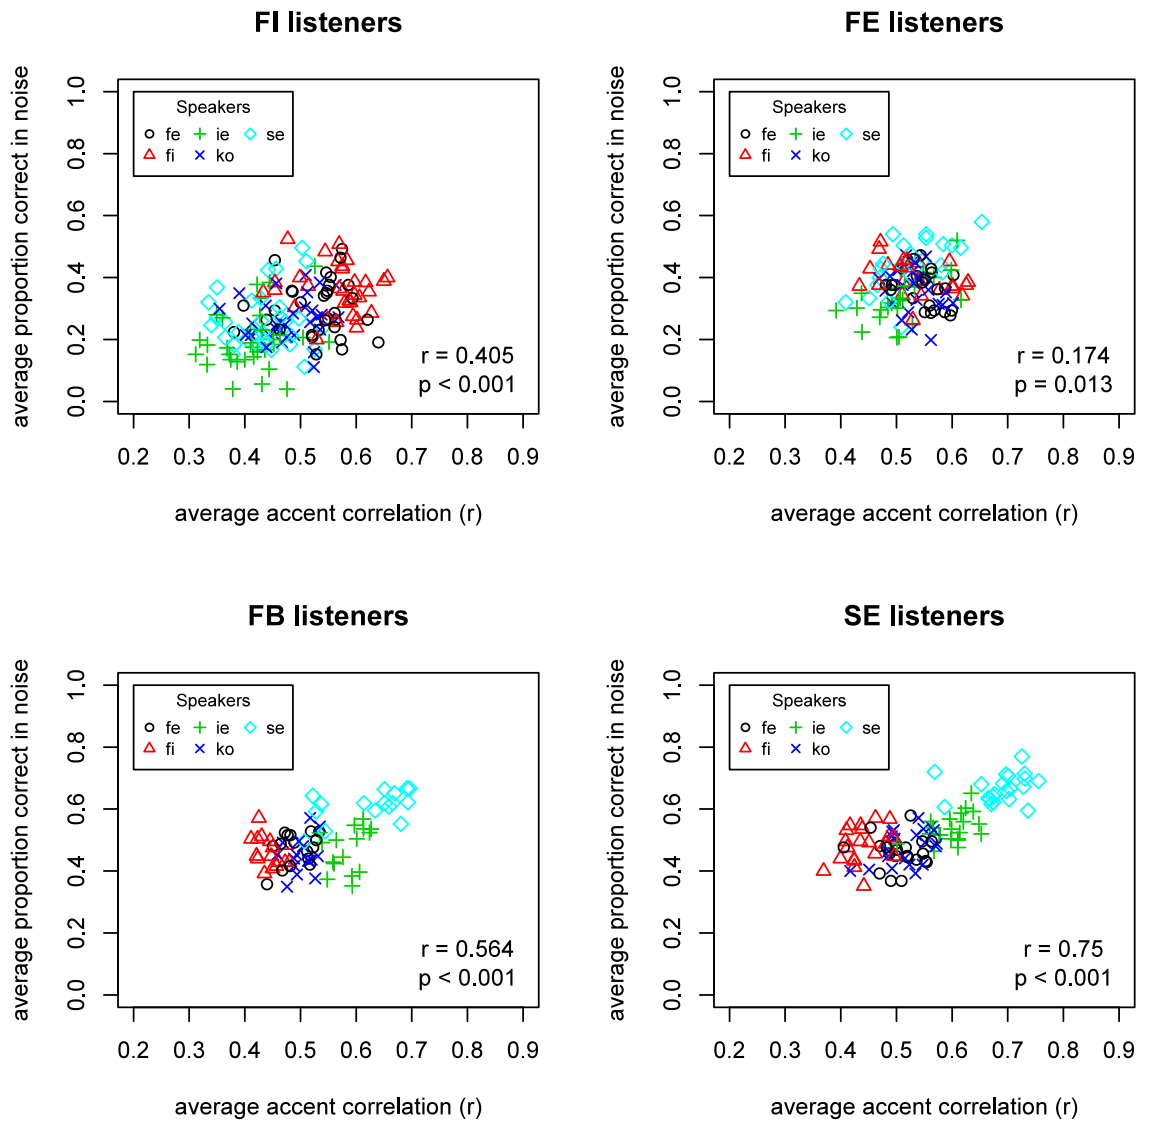 FI listeners
average proportion correct in noise
1.0
0.8
0.6
0.4
0.2
0.0
Speakers
fe ie se
fi ko
r = 0.405
p < 0.001
0.2 0.3 0.4 0.5 0.6 0.7 0.8 0.9
average accent correlation (r)
FE listeners
average proportion correct in noise
1.0
0.8
0.6
0.4
0.2
0.0
Speakers
fe ie se
fi ko
r = 0.174
p = 0.013
0.2 0.3 0.4 0.5 0.6 0.7 0.8 0.9
average accent correlation (r)
FB listeners
average proportion correct in noise
1.0
0.8
0.6
0.4
0.2
0.0
Speakers
fe ie se
fi ko
r = 0.564
p < 0.001
0.2 0.3 0.4 0.5 0.6 0.7 0.8 0.9
average accent correlation (r)
SE listeners
average proportion correct in noise
1.0
0.8
0.6
0.4
0.2
0.0
Speakers
fe ie se
fi ko
r = 0.75
p < 0.001
0.2 0.3 0.4 0.5 0.6 0.7 0.8 0.9
average accent correlation (r)